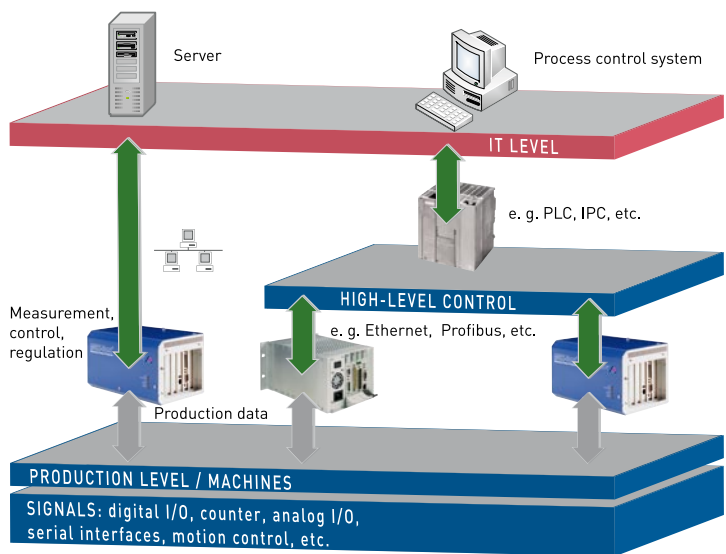 Server
Process control system
IT LEVEL
e. g. PLC, IPC, etc.
HIGH-LEVEL CONTROL
Measurement,
control,
regulation
e. g. Ethernet, Profibus, etc.
Production data
PRODUCTION LEVEL / MACHINES
SIGNALS: digital I/O, counter, analog I/O,
serial interfaces, motion control, etc.